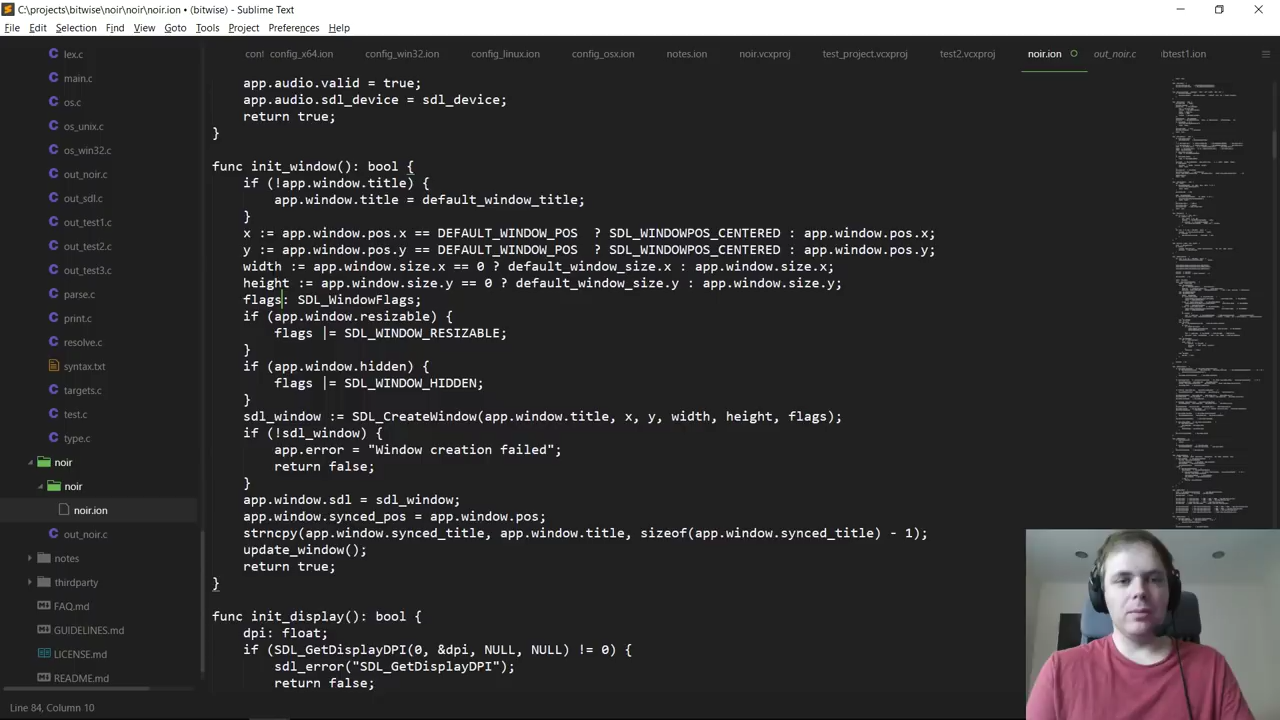 C:\projects\bitwise\noir\noir\noir.ion • (bitwise) - Sublime Text
File Edit Selection Find View Goto Tools Project Preferences Help
config_x64.ion config_win32.ion config_linux.ion config_osx.ion notes.ion noir.vcxproj test_project.vcxproj test2.vcxproj noir.ion out_noir.c
lex.c
main.c
os.c
os_unix.c
os_win32.c
out_noir.c
out_sdl.c
out_test1.c
out_test2.c
out_test3.c
parse.c
print.c
resolve.c
syntax.txt
targets.c
test.c
type.c
noir
noir
noir.ion
out_noir.c
notes
thirdparty
FAQ.md
GUIDELINES.md
LICENSE.md
README.md
app.audio.valid = true;
app.audio.sdl_device = sdl_device;
return true;
}
func init_window(): bool {
if (!app.window.title) {
app.window.title = default_window_title;
}
x := app.window.pos.x == DEFAULT_WINDOW_POS ? SDL_WINDOWPOS_CENTERED : app.window.pos.x;
y := app.window.pos.y == DEFAULT_WINDOW_POS ? SDL_WINDOWPOS_CENTERED : app.window.pos.y;
width := app.window.size.x == 0 ? default_window_size.x : app.window.size.x;
height := app.window.size.y == 0 ? default_window_size.y : app.window.size.y;
flags: SDL_WindowFlags;
if (app.window.resizable) {
flags |= SDL_WINDOW_RESIZABLE;
}
if (app.window.hidden) {
flags |= SDL_WINDOW_HIDDEN;
}
sdl_window := SDL_CreateWindow(app.window.title, x, y, width, height, flags);
if (!sdl_window) {
app.error = "Window creation failed";
return false;
}
app.window.sdl = sdl_window;
app.window.synced_pos = app.window.pos;
strncpy(app.window.synced_title, app.window.title, sizeof(app.window.synced_title) - 1);
update_window();
return true;
}
func init_display(): bool {
dpi: float;
if (SDL_GetDisplayDPI(0, &dpi, NULL, NULL) != 0) {
sdl_error("SDL_GetDisplayDPI");
return false;
Line 84, Column 10